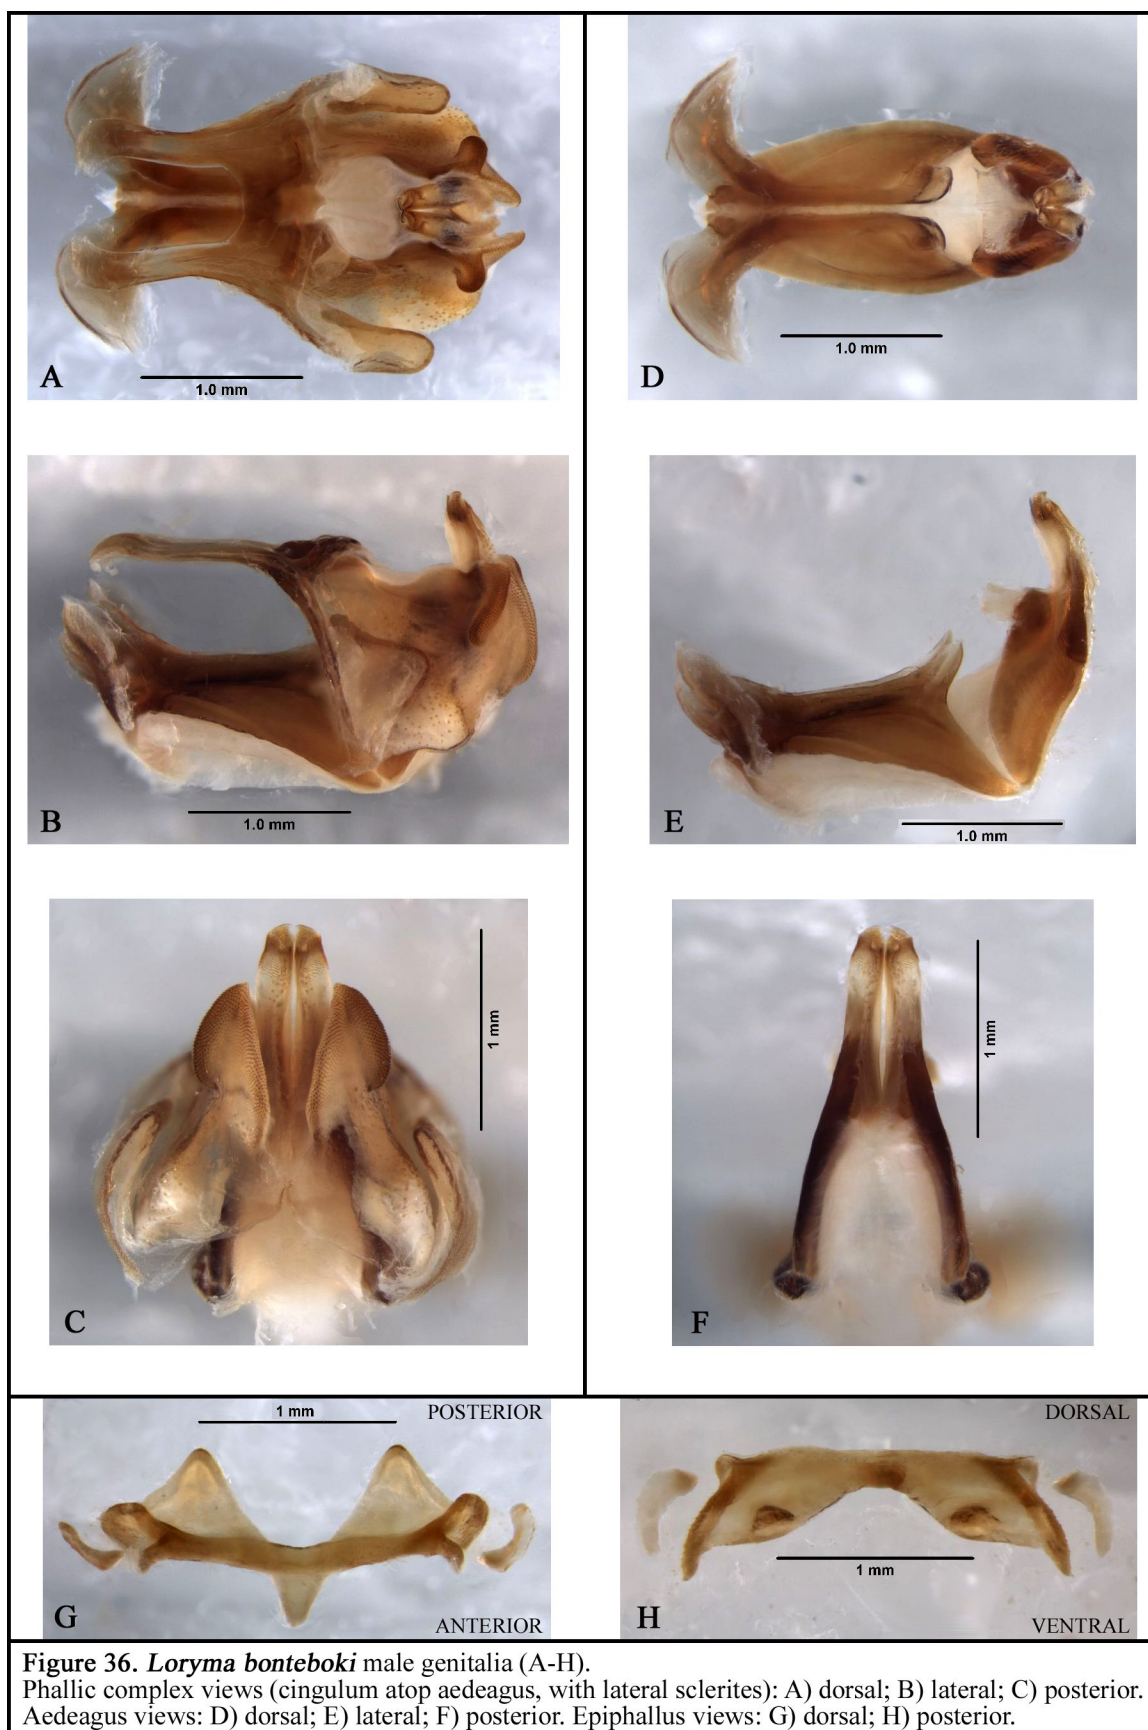 A
1.0 mm
D
1.0 mm
B
1.0 mm
E
1.0 mm
C
1 mm
F
1 mm
1 mm
POSTERIOR
G
ANTERIOR
DORSAL
1 mm
H
VENTRAL
Figure 36. Loryma bonteboki male genitalia (A-H).
Phallic complex views (cingulum atop aedeagus, with lateral sclerites): A) dorsal; B) lateral; C) posterior.
Aedeagus views: D) dorsal; E) lateral; F) posterior. Epiphallus views: G) dorsal; H) posterior.